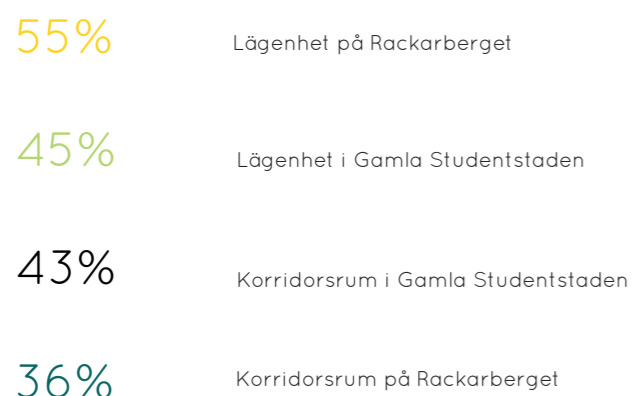 55% Lägenhet på Rackarberget
45% Lägenhet i Gamla Studentstaden
43% Korridorsrum i Gamla Studentstaden
36% Korridorsrum på Rackarberget